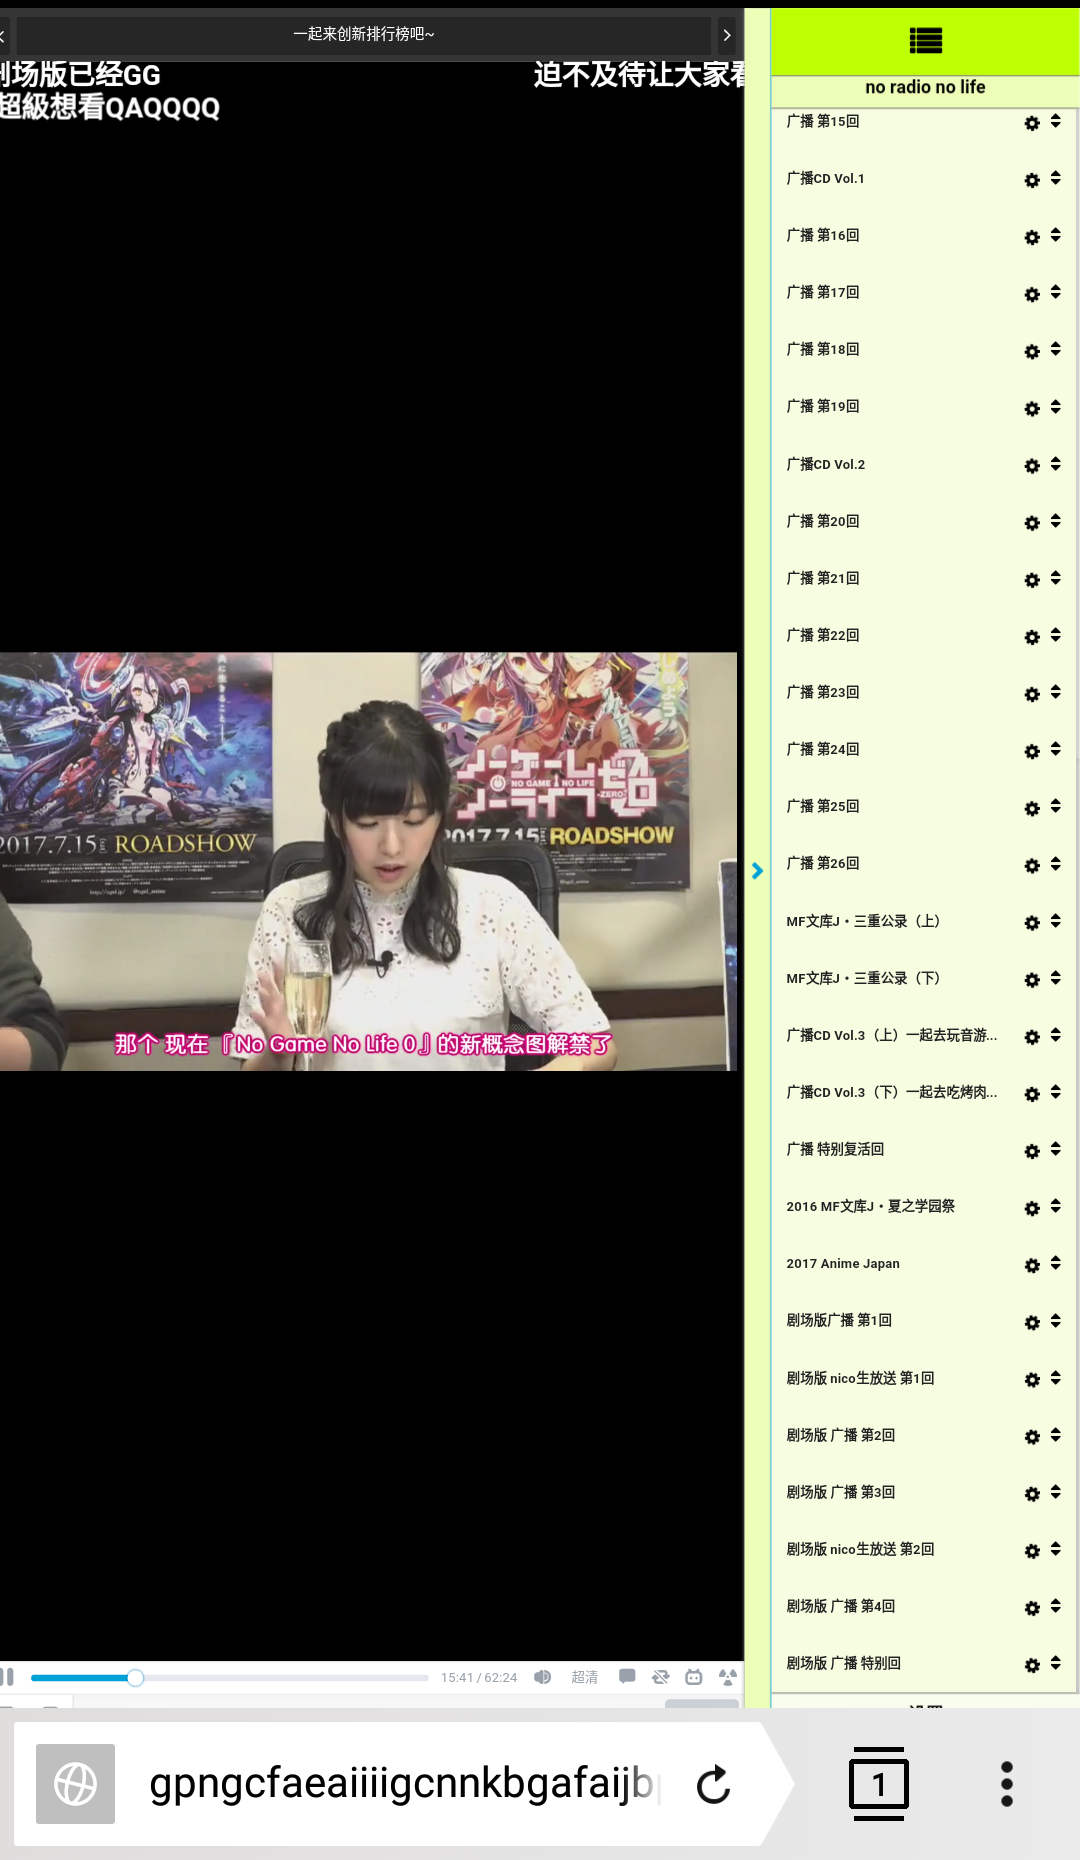 一起来创新排行榜吧~
剧场版已经GG
迫不及待让大家看
超級想看QAQQQQ
2017.7.15 ROADSHOW
ノーゲーム
ノーライフ
ゼロ
NO GAME NO LIFE
-ZERO-
2017.7.15 ROADSHOW
那个 现在『No Game No Life 0』的新概念图解禁了
15:41 / 62:24
超清
no radio no life
广播 第15回
广播CD Vol.1
广播 第16回
广播 第17回
广播 第18回
广播 第19回
广播CD Vol.2
广播 第20回
广播 第21回
广播 第22回
广播 第23回
广播 第24回
广播 第25回
广播 第26回
MF文库J・三重公录（上）
MF文库J・三重公录（下）
广播CD Vol.3（上）一起去玩音游...
广播CD Vol.3（下）一起去吃烤肉...
广播 特别复活回
2016 MF文库J・夏之学园祭
2017 Anime Japan
剧场版广播 第1回
剧场版 nico生放送 第1回
剧场版 广播 第2回
剧场版 广播 第3回
剧场版 nico生放送 第2回
剧场版 广播 第4回
剧场版 广播 特别回
gpngcfaeaiiiigcnnkbgafaijb
1